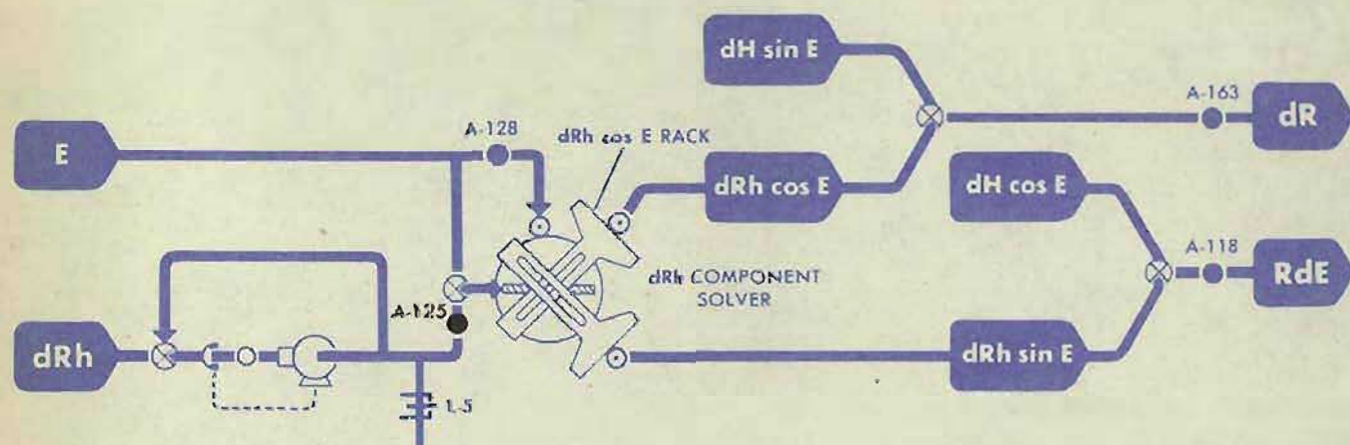 dH sin E
A-163
dR
A-128
dRh cos E RACK
E
dRh cos E
dH cos E
A-118
RdE
dRh COMPONENT
SOLVER
A-125
dRh
dRh sin E
L-5